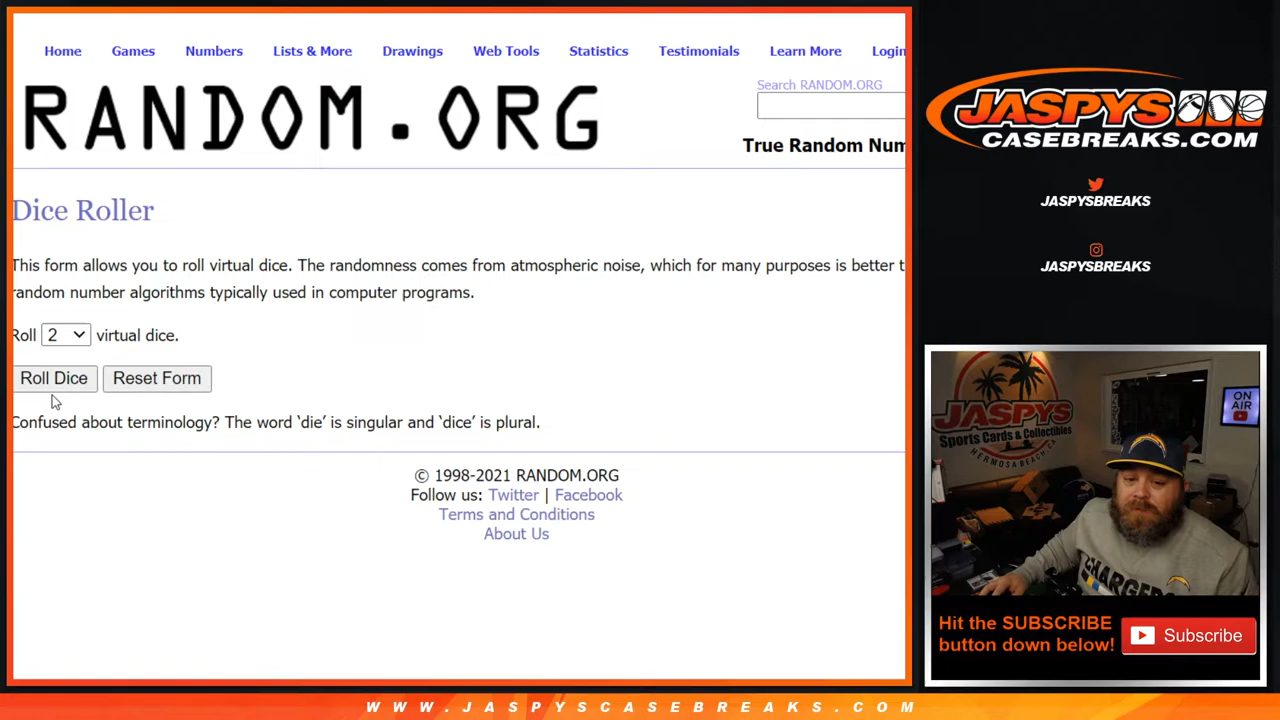 Home Games Numbers Lists & More Drawings Web Tools Statistics Testimonials Learn More Login
RANDOM.ORG
Search RANDOM.ORG
True Random Num
Dice Roller
This form allows you to roll virtual dice. The randomness comes from atmospheric noise, which for many purposes is better t
random number algorithms typically used in computer programs.
Roll 2 virtual dice.
Roll Dice Reset Form
Confused about terminology? The word ‘die’ is singular and ‘dice’ is plural.
© 1998-2021 RANDOM.ORG
Follow us: Twitter | Facebook
Terms and Conditions
About Us
JASPYS
CASEBREAKS.COM
JASPYSBREAKS
JASPYSBREAKS
JASPYS
Sports Cards & Collectibles
HERMOSA BEACH, CA
ON
AIR
CHARGERS
Hit the SUBSCRIBE
button down below!
Subscribe
WWW.JASPYSCASEBREAKS.COM